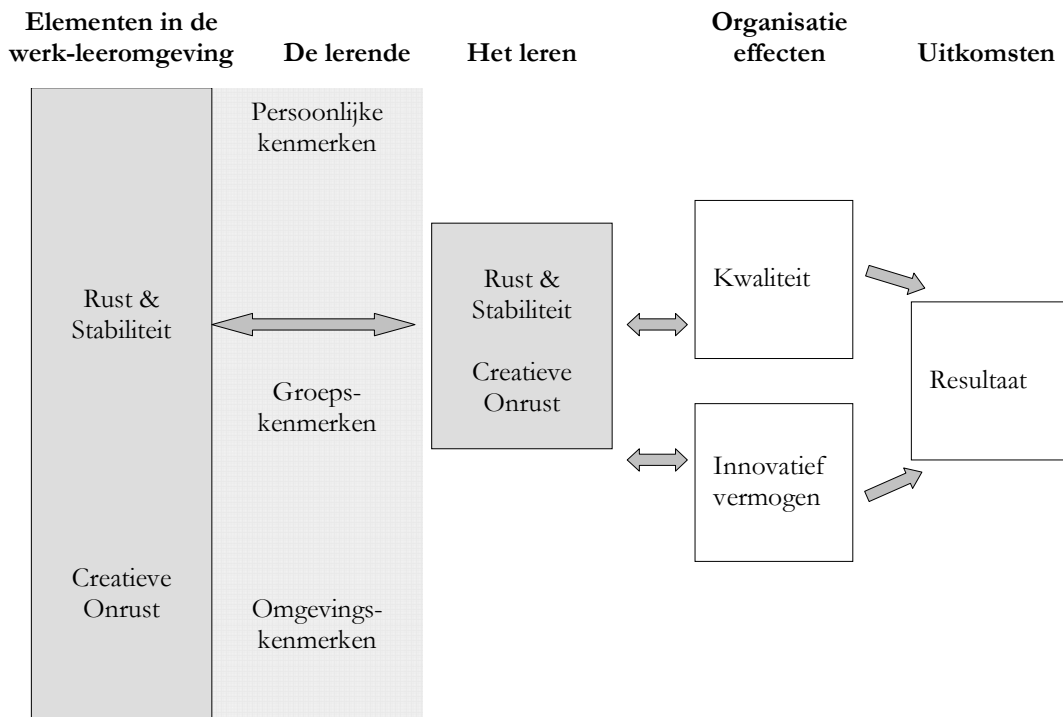 Elementen in de
werk-leeromgeving
De lerende
Het leren
Organisatie
effecten
Uitkomsten
Rust &
Stabiliteit
Creatieve
Onrust
Persoonlijke
kenmerken
Groeps-
kenmerken
Omgevings-
kenmerken
Rust &
Stabiliteit
Creatieve
Onrust
Kwaliteit
Innovatief
vermogen
Resultaat